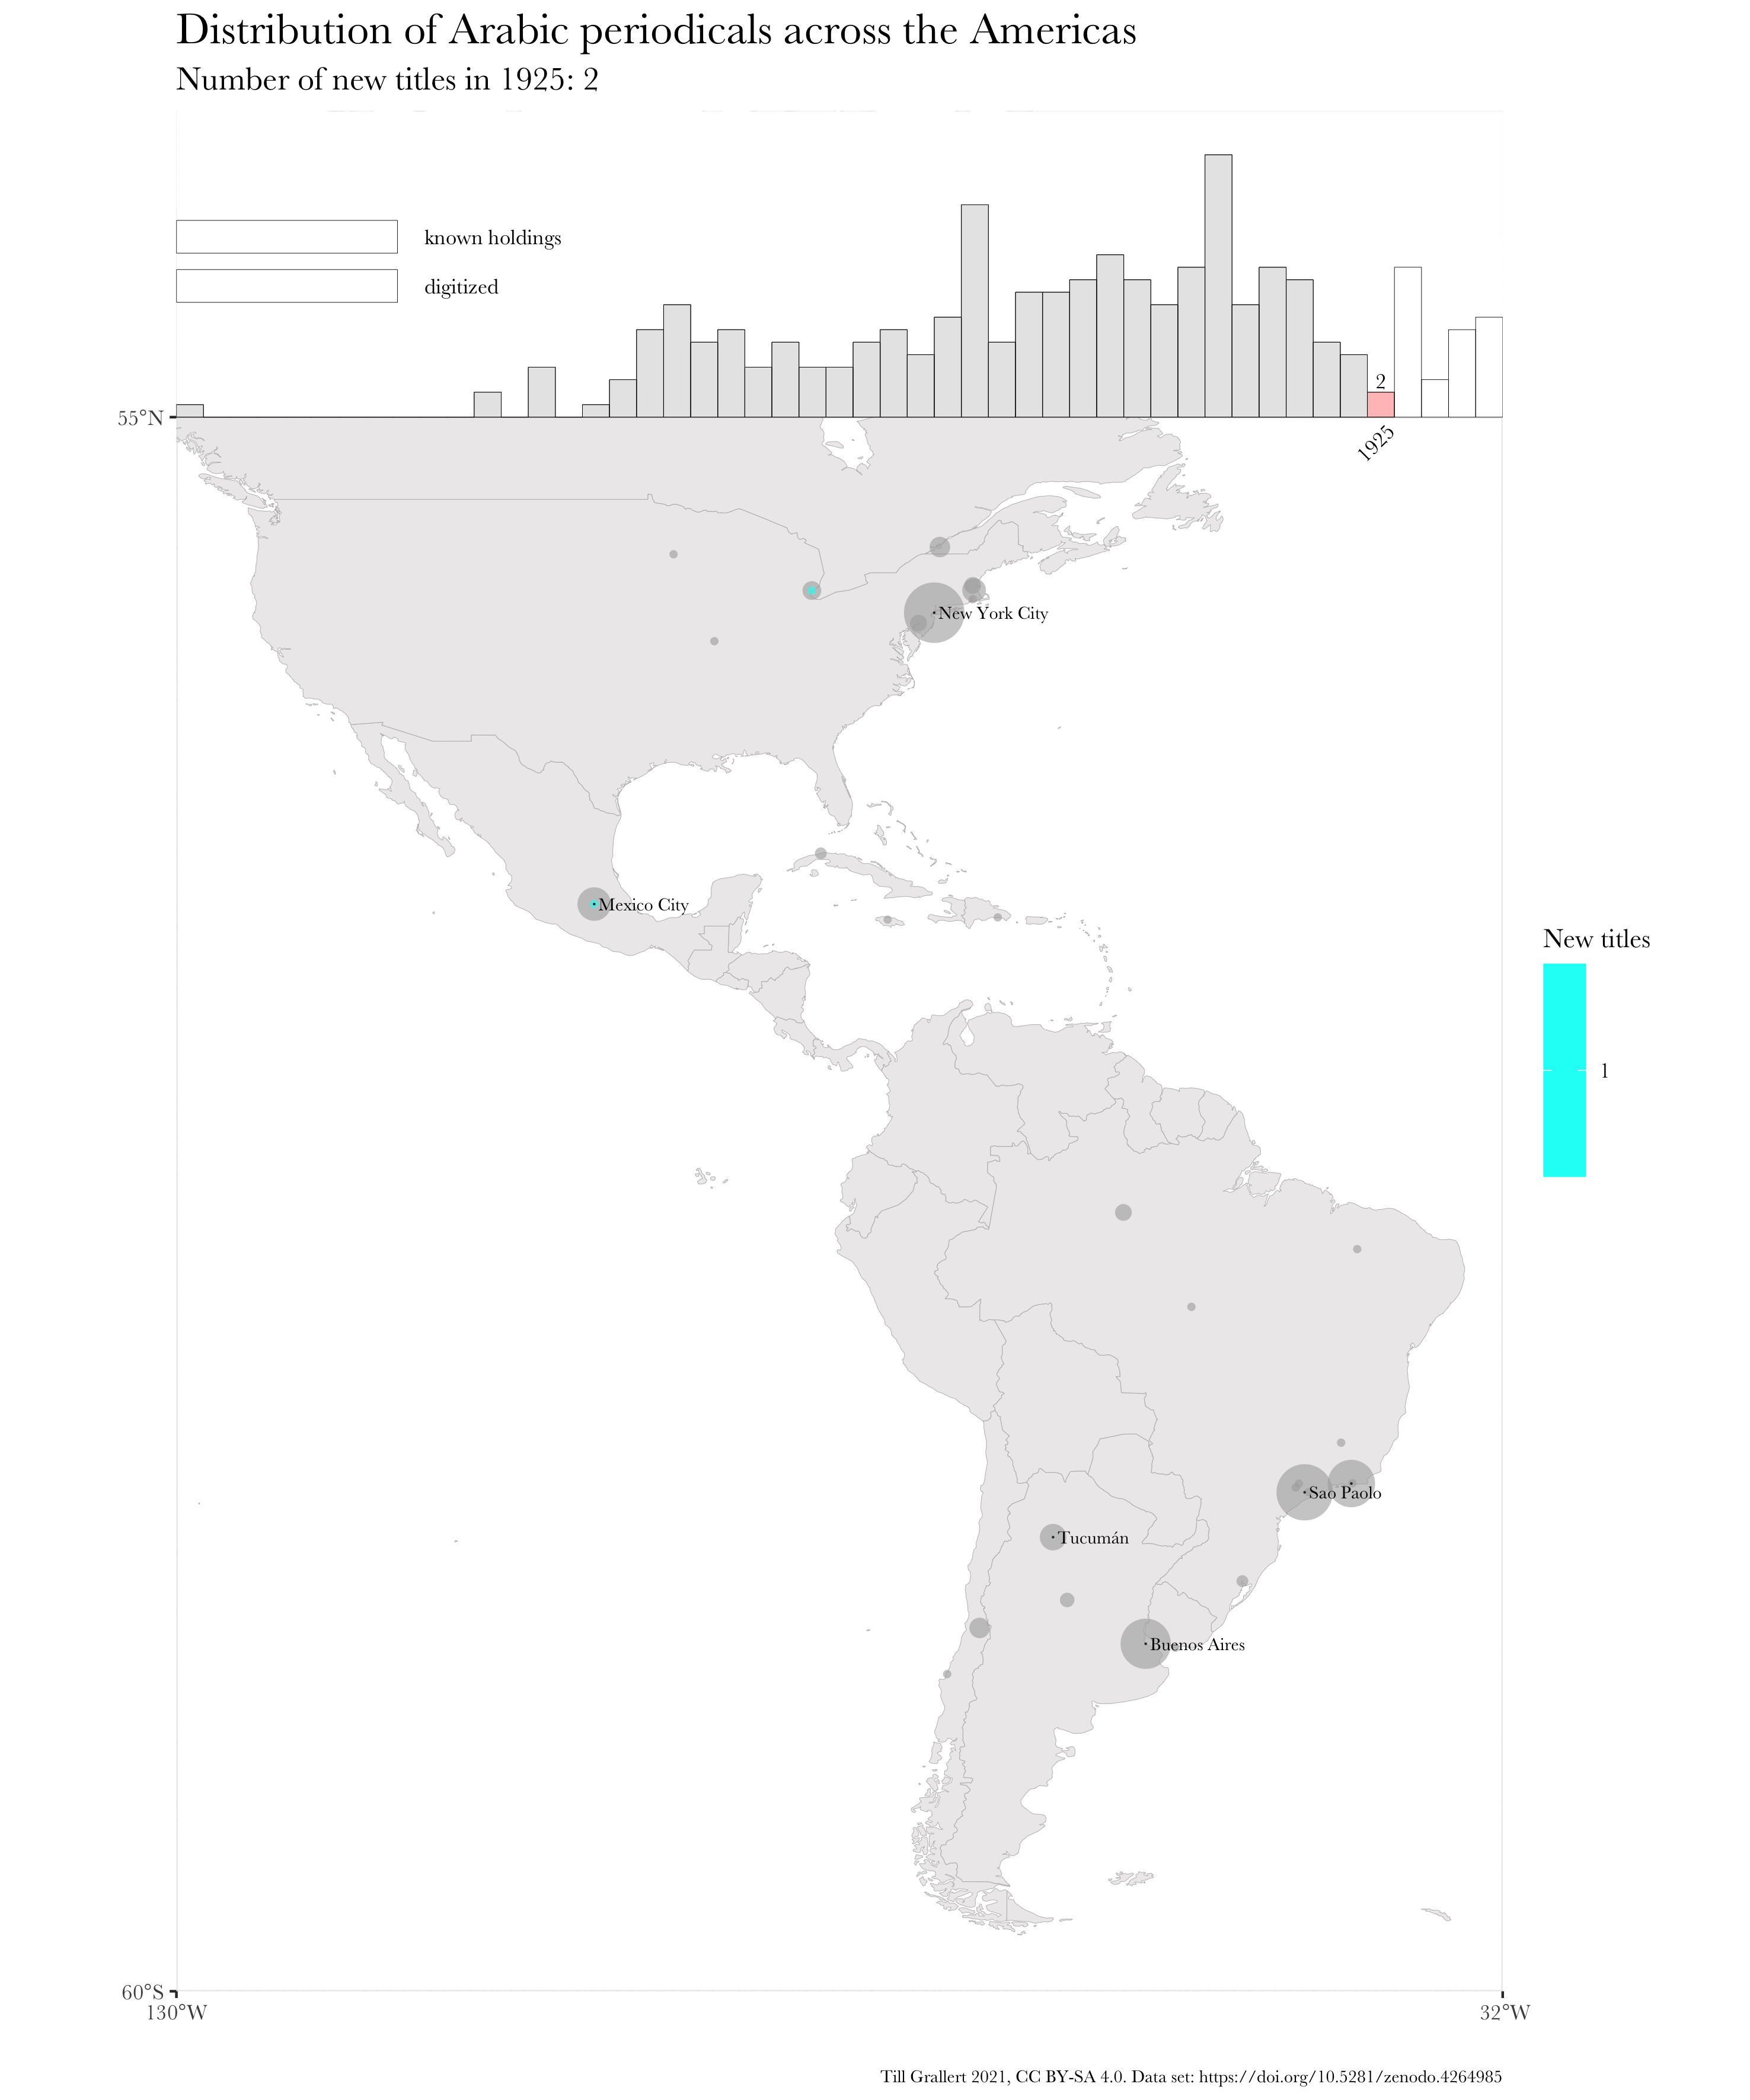 Distribution of Arabic periodicals across the Americas
Number of new titles in 1925: 2
known holdings
digitized
2
55°N
1925
New York City
Mexico City
New titles
1
Sao Paolo
Tucumán
Buenos Aires
60°S
130°W
32°W
Till Grallert 2021, CC BY-SA 4.0. Data set: https://doi.org/10.5281/zenodo.4264985